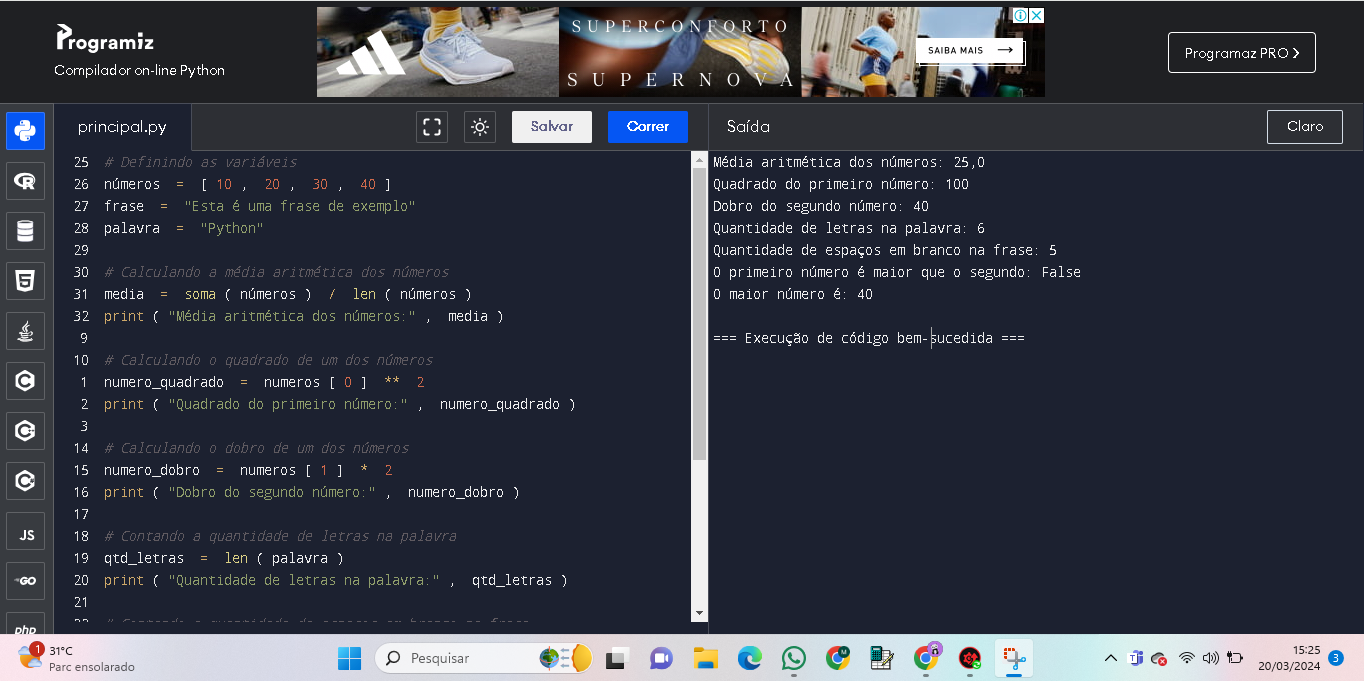 Programiz
Compilador on-line Python
SUPERCONFORTO
SUPERNOVA
SAIBA MAIS
Programaz PRO
principal.py
Salvar
Correr
Saída
Claro
25 # Definindo as variáveis
26 números = [ 10 , 20 , 30 , 40 ]
27 frase = "Esta é uma frase de exemplo"
28 palavra = "Python"
29
30 # Calculando a média aritmética dos números
31 media = soma ( números ) / len ( números )
32 print ( "Média aritmética dos números:" , media )
9
10 # Calculando o quadrado de um dos números
1 numero_quadrado = numeros [ 0 ] ** 2
2 print ( "Quadrado do primeiro número:" , numero_quadrado )
3
14 # Calculando o dobro de um dos números
15 numero_dobro = numeros [ 1 ] * 2
16 print ( "Dobro do segundo número:" , numero_dobro )
17
18 # Contando a quantidade de letras na palavra
19 qtd_letras = len ( palavra )
20 print ( "Quantidade de letras na palavra:" , qtd_letras )
21
Média aritmética dos números: 25,0
Quadrado do primeiro número: 100
Dobro do segundo número: 40
Quantidade de letras na palavra: 6
Quantidade de espaços em branco na frase: 5
O primeiro número é maior que o segundo: False
O maior número é: 40
=== Execução de código bem-sucedida ===
JS
GO
php
1
31°C
Parc ensolarado
Pesquisar
15:25
20/03/2024
3